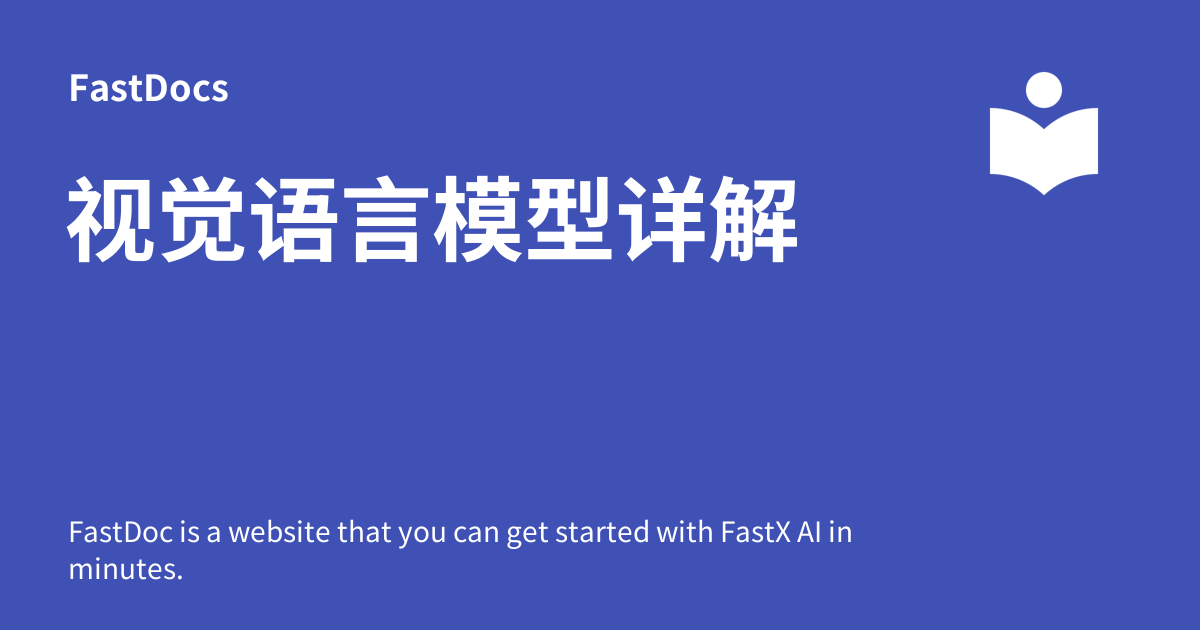 FastDocs
视觉语言模型详解
FastDoc is a website that you can get started with FastX AI in
minutes.